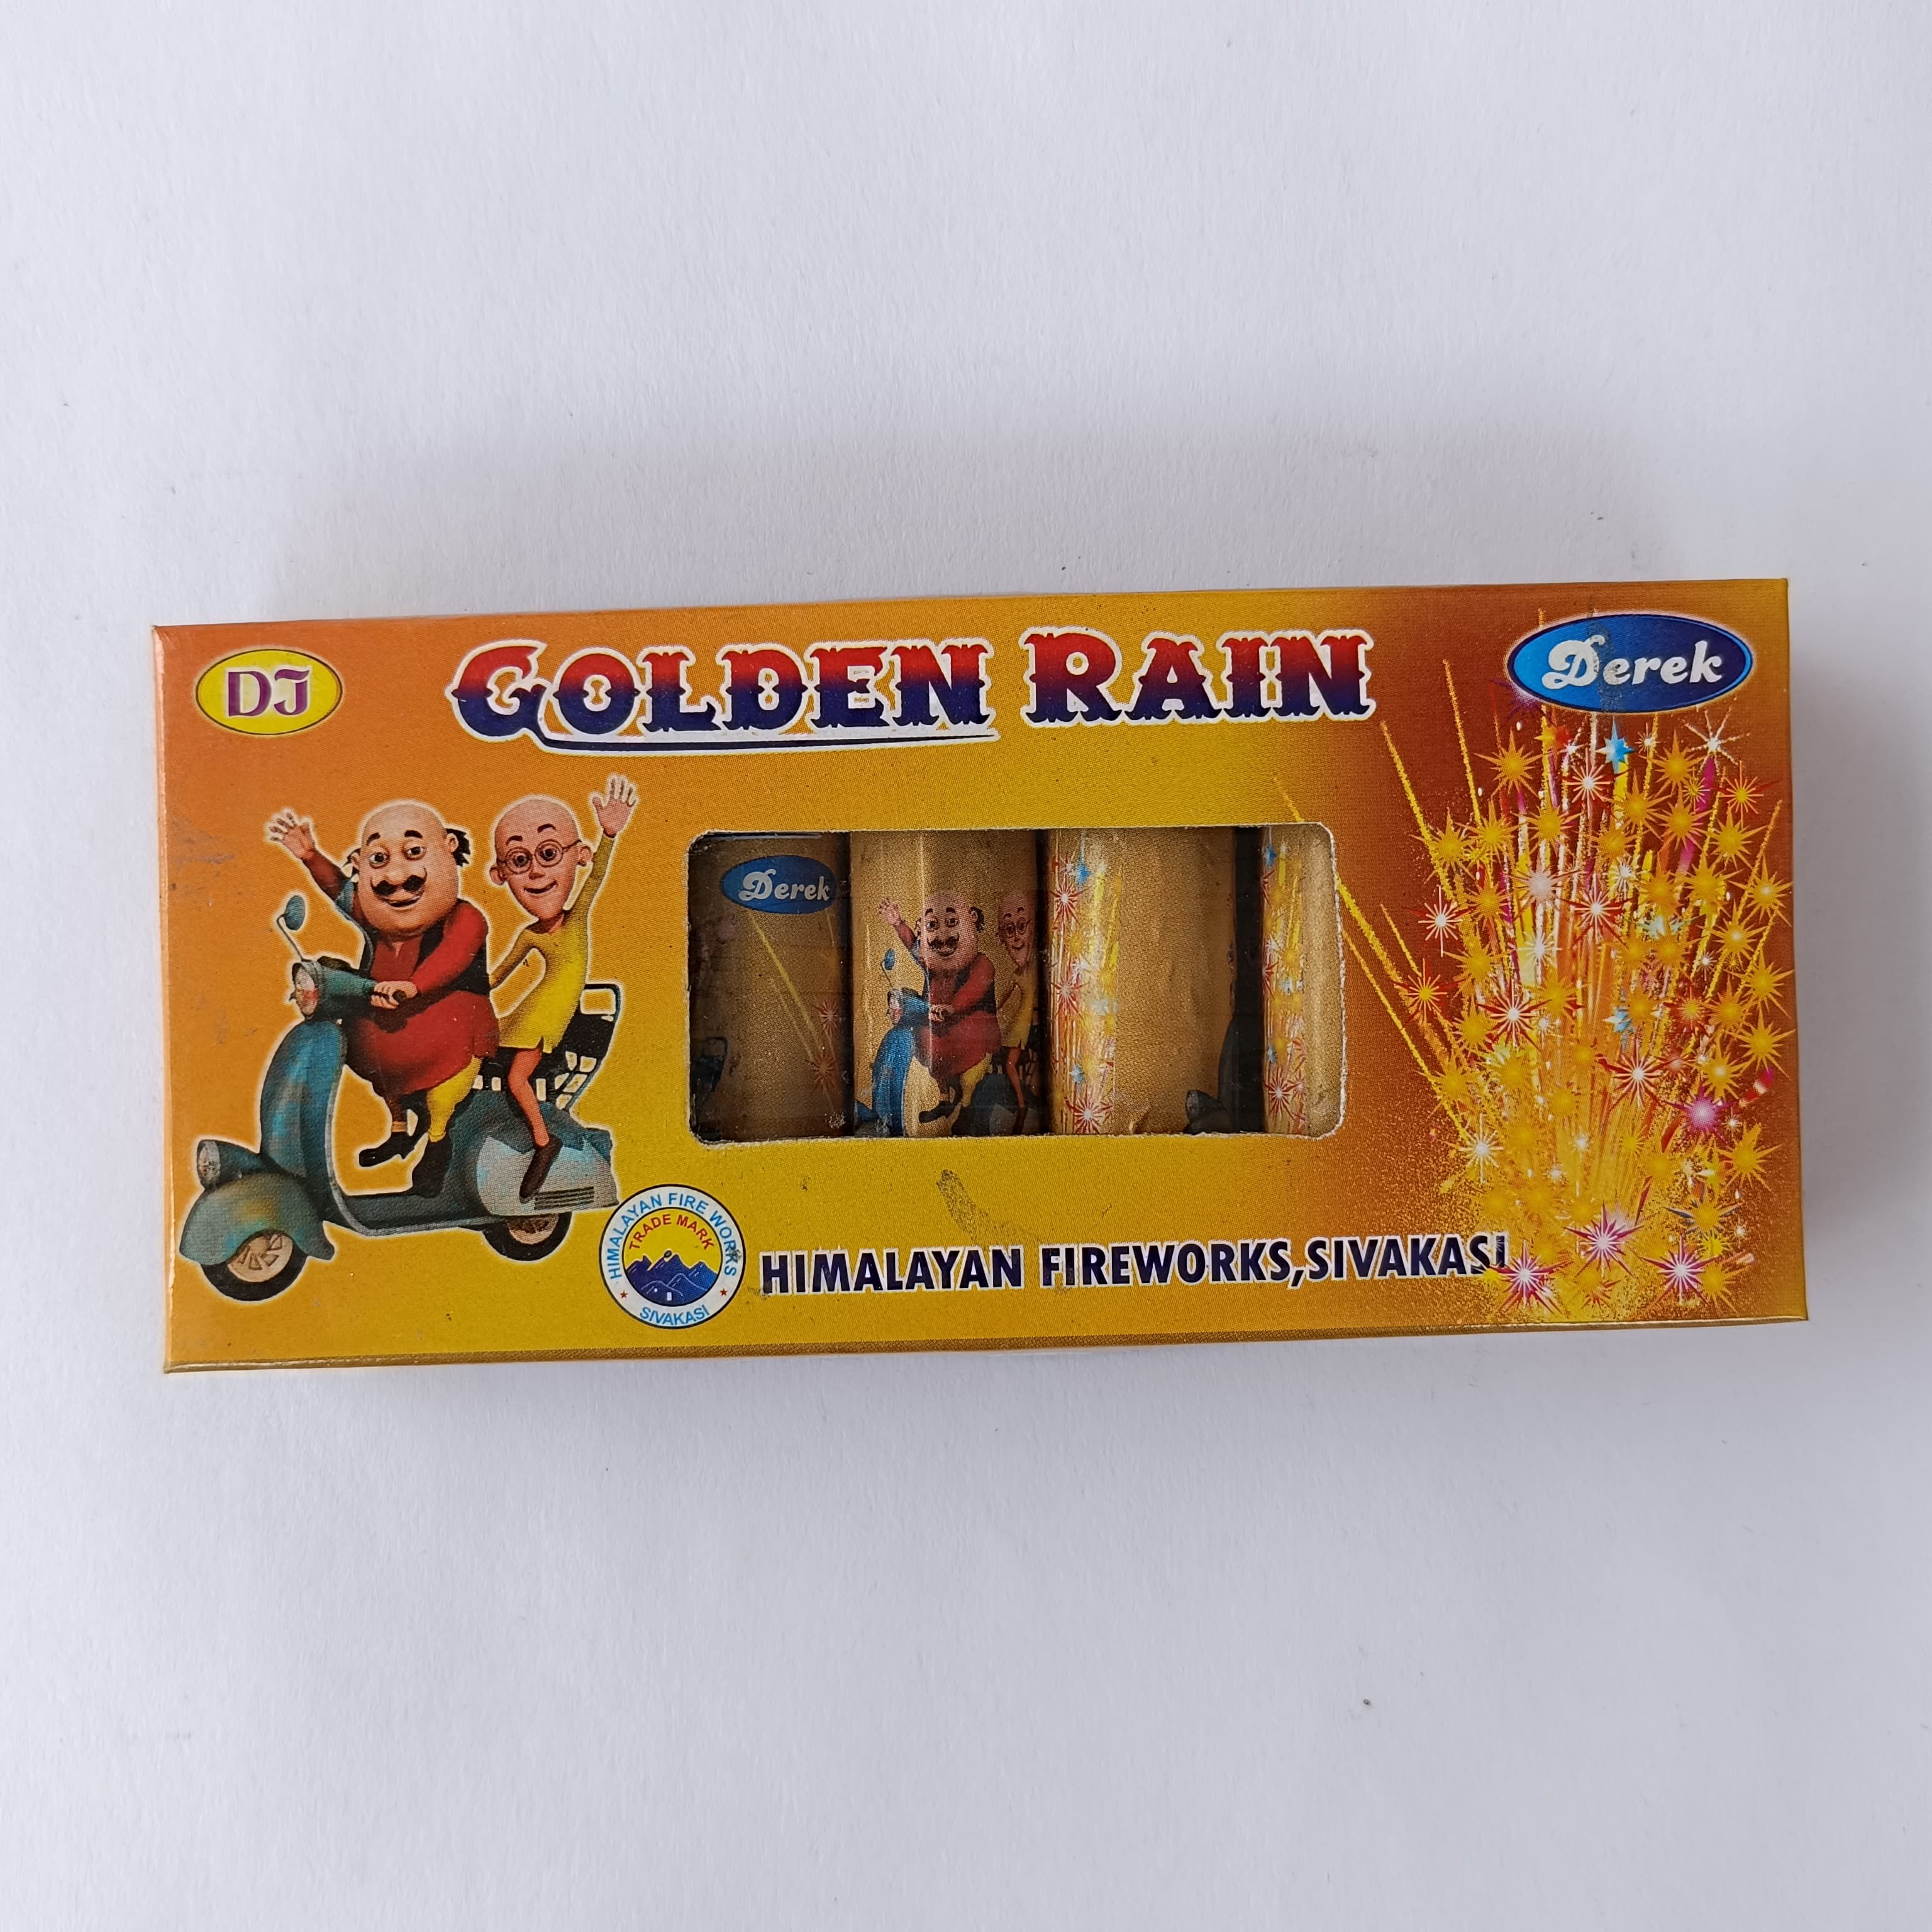 DJ
GOLDEN RAIN
Derek
Derek
HIMALAYAN FIRE WORKS
TRADE MARK
SIVAKASI
HIMALAYAN FIREWORKS,SIVAKASI